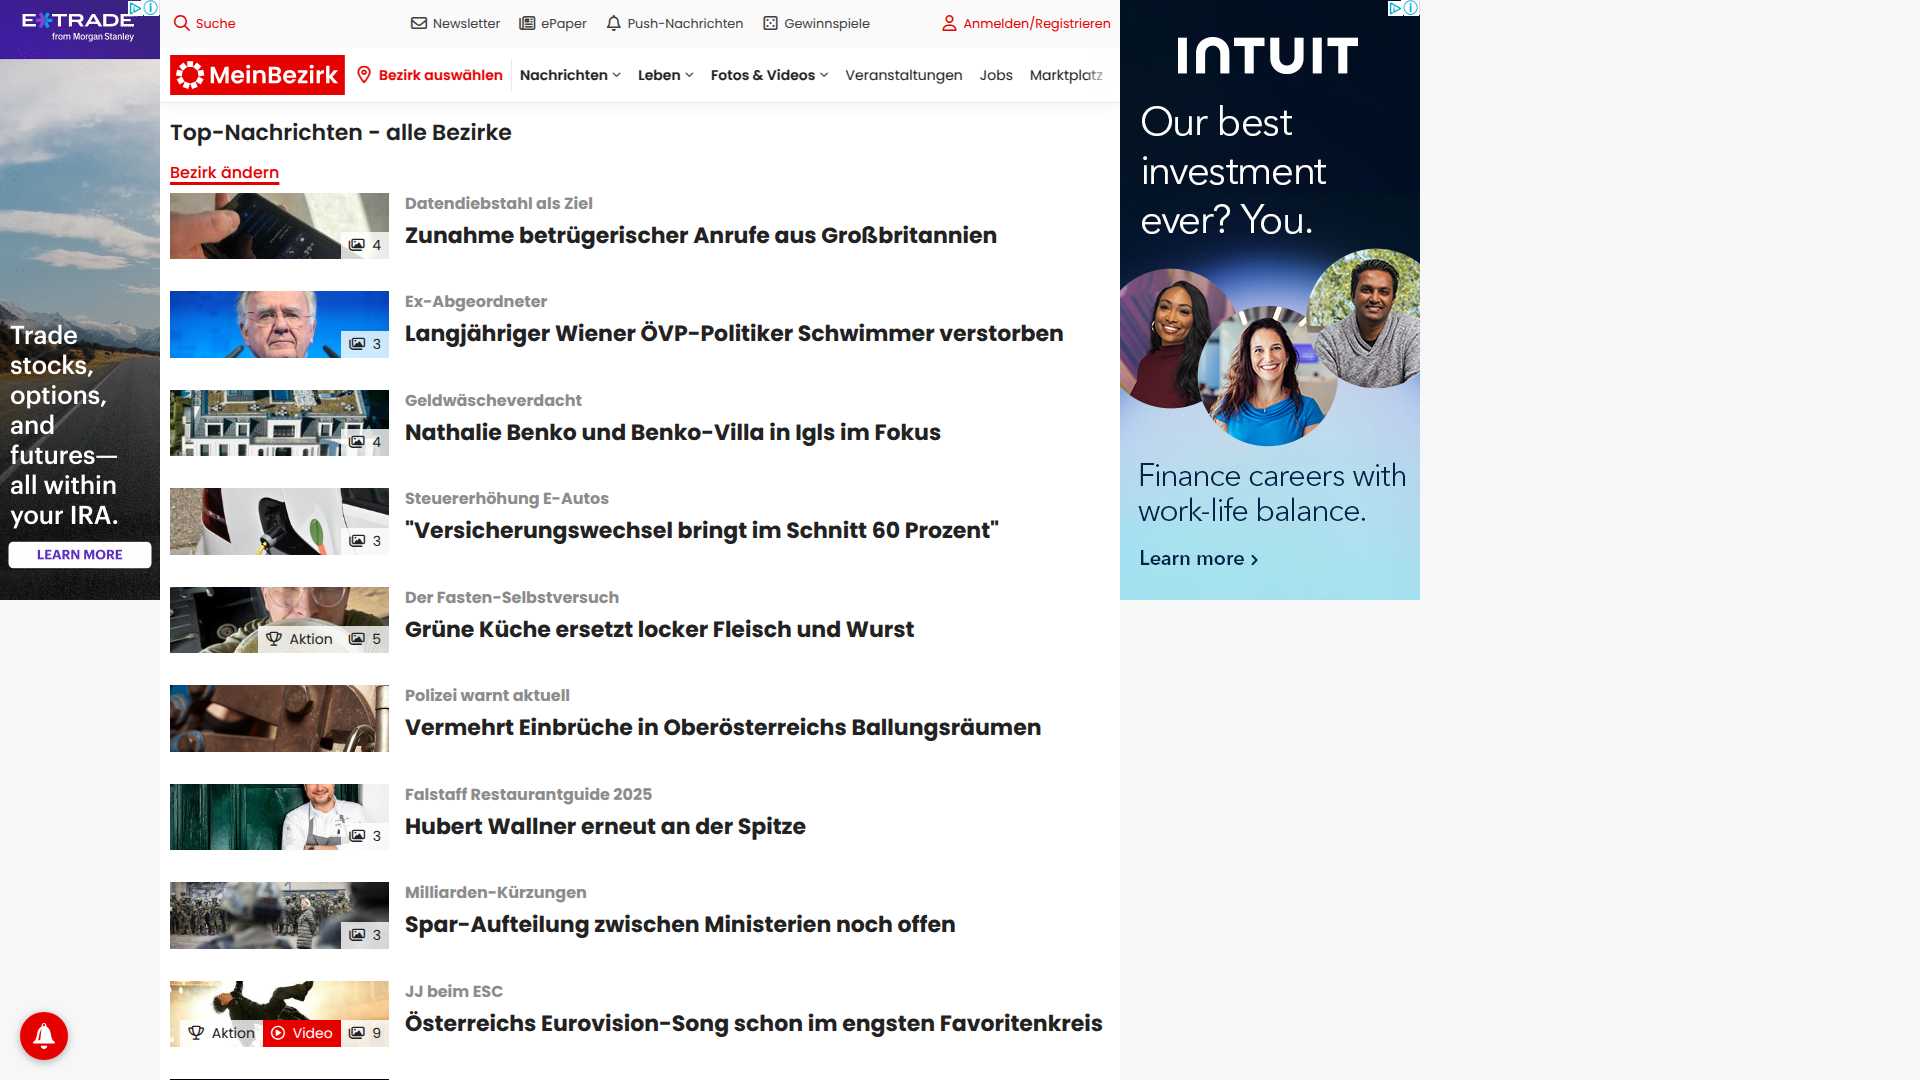 E*TRADE
from Morgan Stanley
Trade
stocks,
options,
and
futures—
all within
your IRA.
LEARN MORE
Suche
Newsletter
ePaper
Push-Nachrichten
Gewinnspiele
Anmelden/Registrieren
MeinBezirk
Bezirk auswählen
Nachrichten
Leben
Fotos & Videos
Veranstaltungen
Jobs
Marktplatz
Top-Nachrichten - alle Bezirke
Bezirk ändern
4
Datendiebstahl als Ziel
Zunahme betrügerischer Anrufe aus Großbritannien
3
Ex-Abgeordneter
Langjähriger Wiener ÖVP-Politiker Schwimmer verstorben
4
Geldwäscheverdacht
Nathalie Benko und Benko-Villa in Igls im Fokus
3
Steuererhöhung E-Autos
"Versicherungswechsel bringt im Schnitt 60 Prozent"
Aktion
5
Der Fasten-Selbstversuch
Grüne Küche ersetzt locker Fleisch und Wurst
Polizei warnt aktuell
Vermehrt Einbrüche in Oberösterreichs Ballungsräumen
3
Falstaff Restaurantguide 2025
Hubert Wallner erneut an der Spitze
3
Milliarden-Kürzungen
Spar-Aufteilung zwischen Ministerien noch offen
Aktion
Video
9
JJ beim ESC
Österreichs Eurovision-Song schon im engsten Favoritenkreis
INTUIT
Our best
investment
ever? You.
Finance careers with
work-life balance.
Learn more ›